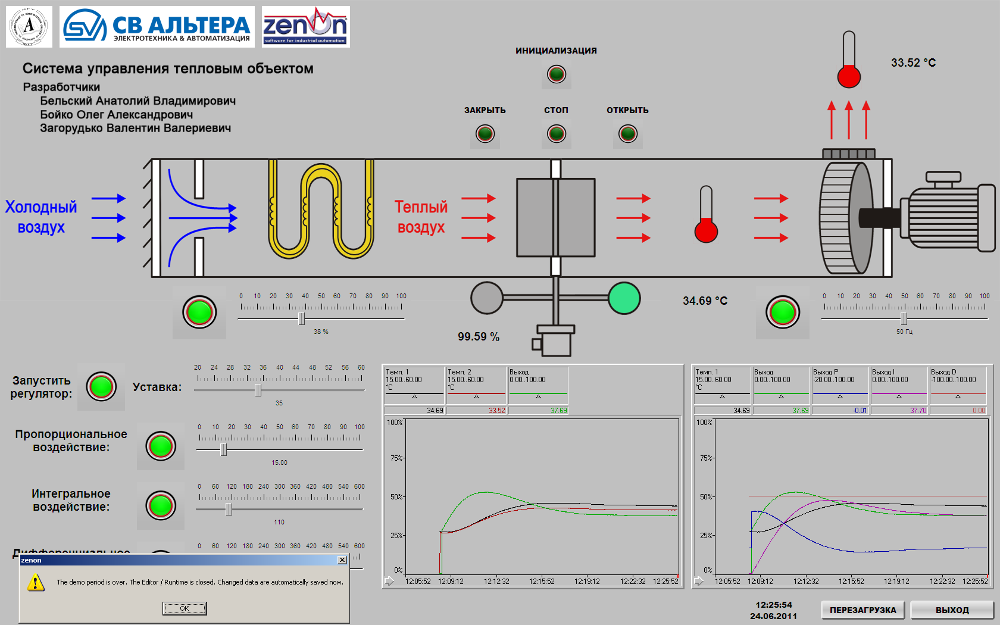 А
СВ АЛЬТЕРА
ЭЛЕКТРОТЕХНИКА & АВТОМАТИЗАЦИЯ
zenOn
software for industrial automation
Система управления тепловым объектом
Разработчики
Бельский Анатолий Владимирович
Бойко Олег Александрович
Загорудько Валентин Валериевич
ИНИЦИАЛИЗАЦИЯ
33.52 °C
ЗАКРЫТЬ СТОП ОТКРЫТЬ
Холодный
воздух
Теплый
воздух
0 10 20 30 40 50 60 70 80 90 100
38 %
99.59 %
34.69 °C
0 10 20 30 40 50 60 70 80 90 100
50 Гц
Запустить
регулятор:
Уставка:
20 24 28 32 36 40 44 48 52 56 60
35
Пропорциональное
воздействие:
0 10 20 30 40 50 60 70 80 90 100
15.00
Интегральное
воздействие:
0 60 120 180 240 300 360 420 480 540 600
110
Дифференциальное
0 60 120 180 240 300 360 420 480 540 600
zenon
The demo period is over. The Editor / Runtime is closed. Changed data are automatically saved now.
OK
Темп. 1 Темп. 2 Выход
15.00..60.00 15.00..60.00 0.00..100.00
°C °C
34.69 33.52 37.69
100%
75%
50%
25%
0%
12:05:52 12:09:12 12:12:32 12:15:52 12:19:12 12:22:32 12:25:52
Темп. 1 Выход Выход P Выход I Выход D
15.00..60.00 0.00..100.00 -20.00..100.00 0.00..100.00 -100.00..100.00
°C
34.69 37.69 -0.01 37.70 0.00
100%
75%
50%
25%
0%
12:05:52 12:09:12 12:12:32 12:15:52 12:19:12 12:22:32 12:25:52
12:25:54
24.06.2011
ПЕРЕЗАГРУЗКА
ВЫХОД